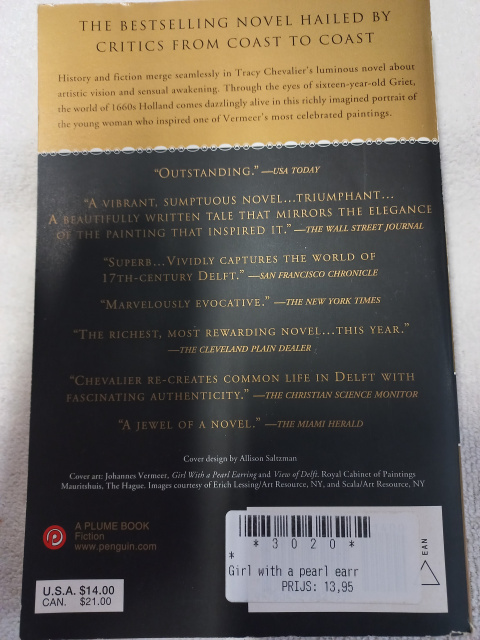 THE BESTSELLING NOVEL HAILED BY
CRITICS FROM COAST TO COAST
History and fiction merge seamlessly in Tracy Chevalier's luminous novel about
artistic vision and sensual awakening. Through the eyes of sixteen-year-old Griet,
the world of 1660s Holland comes dazzlingly alive in this richly imagined portrait of
the young woman who inspired one of Vermeer's most celebrated paintings.
"OUTSTANDING." —USA TODAY
"A VIBRANT, SUMPTUOUS NOVEL...TRIUMPHANT...
A BEAUTIFULLY WRITTEN TALE THAT MIRRORS THE ELEGANCE
OF THE PAINTING THAT INSPIRED IT." —THE WALL STREET JOURNAL
"SUPERB...VIVIDLY CAPTURES THE WORLD OF
17TH-CENTURY DELFT." —SAN FRANCISCO CHRONICLE
"MARVELOUSLY EVOCATIVE." —THE NEW YORK TIMES
"THE RICHEST, MOST REWARDING NOVEL...THIS YEAR."
—THE CLEVELAND PLAIN DEALER
"CHEVALIER RE-CREATES COMMON LIFE IN DELFT WITH
FASCINATING AUTHENTICITY." —THE CHRISTIAN SCIENCE MONITOR
"A JEWEL OF A NOVEL." —THE MIAMI HERALD
Cover design by Allison Saltzman
Cover art: Johannes Vermeer, Girl With a Pearl Earring and View of Delft. Royal Cabinet of Paintings
Mauritshuis, The Hague. Images courtesy of Erich Lessing/Art Resource, NY, and Scala/Art Resource, NY
A PLUME BOOK
Fiction
www.penguin.com
U.S.A. $14.00
CAN. $21.00
* 3 0 2 0 *
*
Girl with a pearl earr
PRIJS: 13,95
EAN